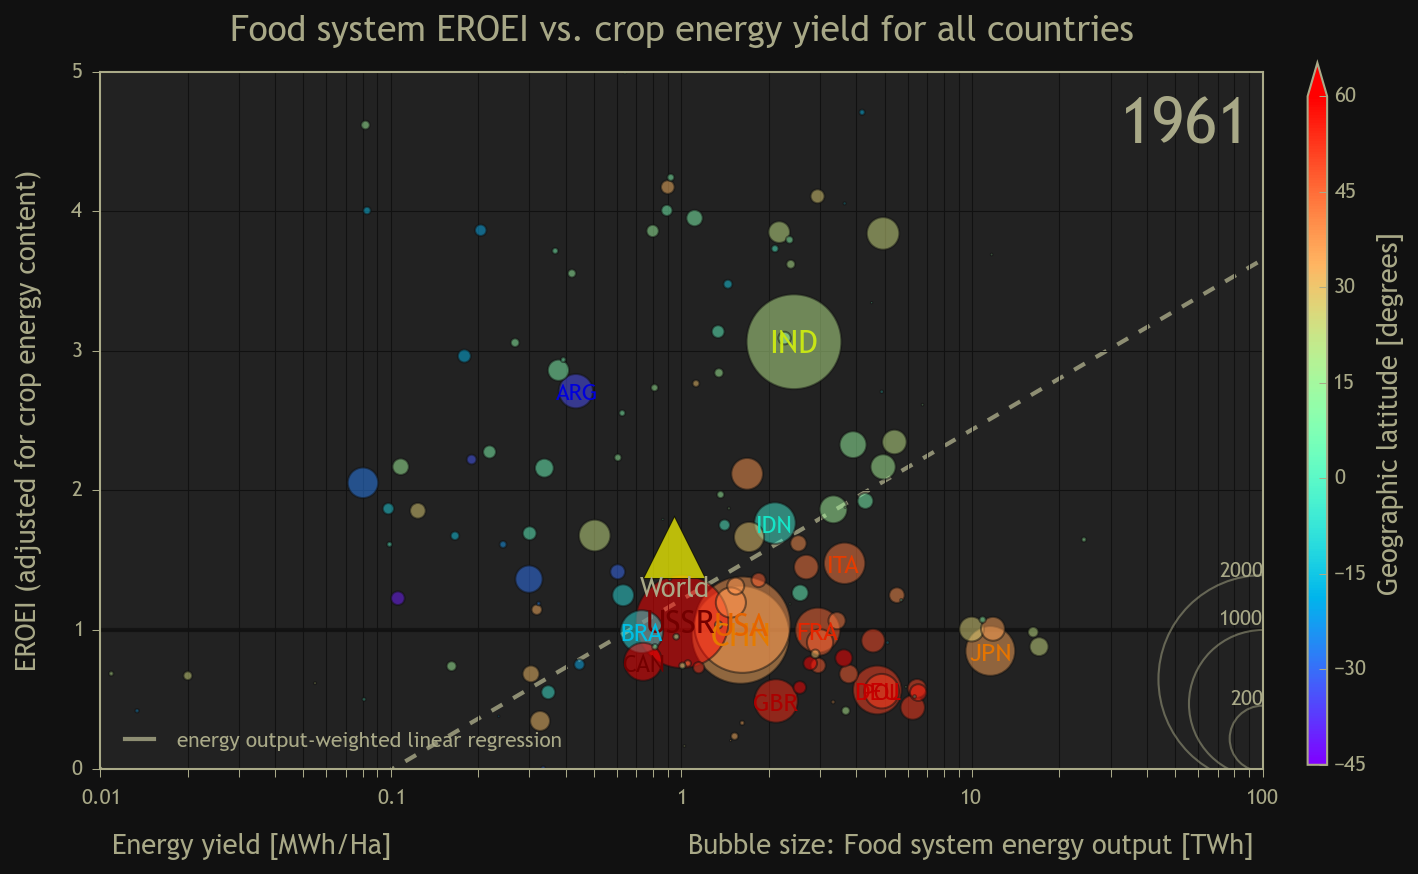 Food system EROEI vs. crop energy yield for all countries
1961
5
4
3
2
1
0
EROEI (adjusted for crop energy content)
IND
ARG
IDN
ITA
World
USSR
USA
CHN
BRA
FRA
CAN
JPN
DEU
POL
GBR
2000
1000
200
energy output-weighted linear regression
0.01
0.1
1
10
100
Energy yield [MWh/Ha]
Bubble size: Food system energy output [TWh]
60
45
30
15
0
−15
−30
−45
Geographic latitude [degrees]